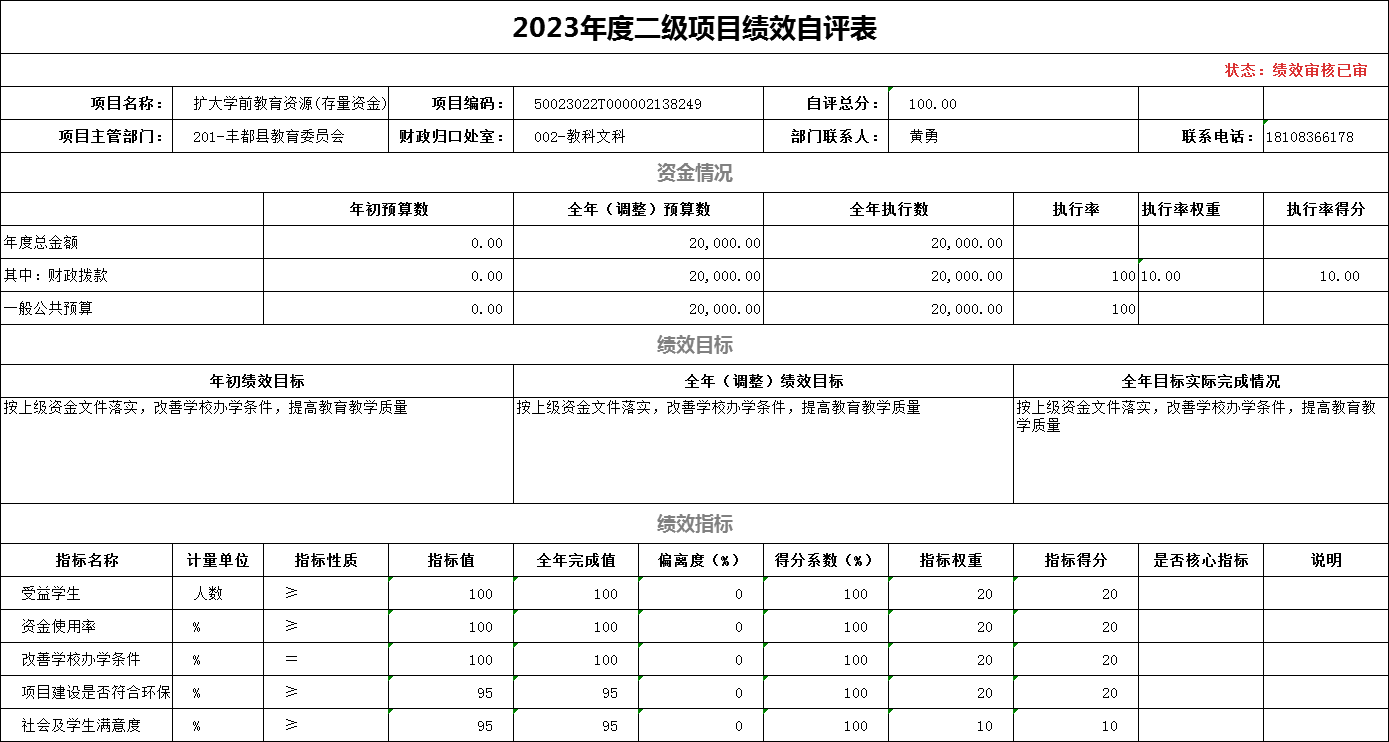 2023年度二级项目绩效自评表
状态：绩效审核已审
项目名称： 扩大学前教育资源(存量资金) 项目编码： 50023022T000002138249 自评总分： 100.00
项目主管部门： 201-丰都县教育委员会 财政归口处室： 002-教科文科 部门联系人： 黄勇 联系电话： 18108366178
资金情况
年初预算数 全年（调整）预算数 全年执行数 执行率 执行率权重 执行率得分
年度总金额 0.00 20,000.00 20,000.00
其中：财政拨款 0.00 20,000.00 20,000.00 100 10.00 10.00
一般公共预算 0.00 20,000.00 20,000.00 100
绩效目标
年初绩效目标 全年（调整）绩效目标 全年目标实际完成情况
按上级资金文件落实，改善学校办学条件，提高教育教学质量 按上级资金文件落实，改善学校办学条件，提高教育教学质量 按上级资金文件落实，改善学校办学条件，提高教育教
学质量
绩效指标
指标名称 计量单位 指标性质 指标值 全年完成值 偏离度（%） 得分系数（%） 指标权重 指标得分 是否核心指标 说明
受益学生 人数 ≥ 100 100 0 100 20 20
资金使用率 % ≥ 100 100 0 100 20 20
改善学校办学条件 % ＝ 100 100 0 100 20 20
项目建设是否符合环保 % ≥ 95 95 0 100 20 20
社会及学生满意度 % ≥ 95 95 0 100 10 10